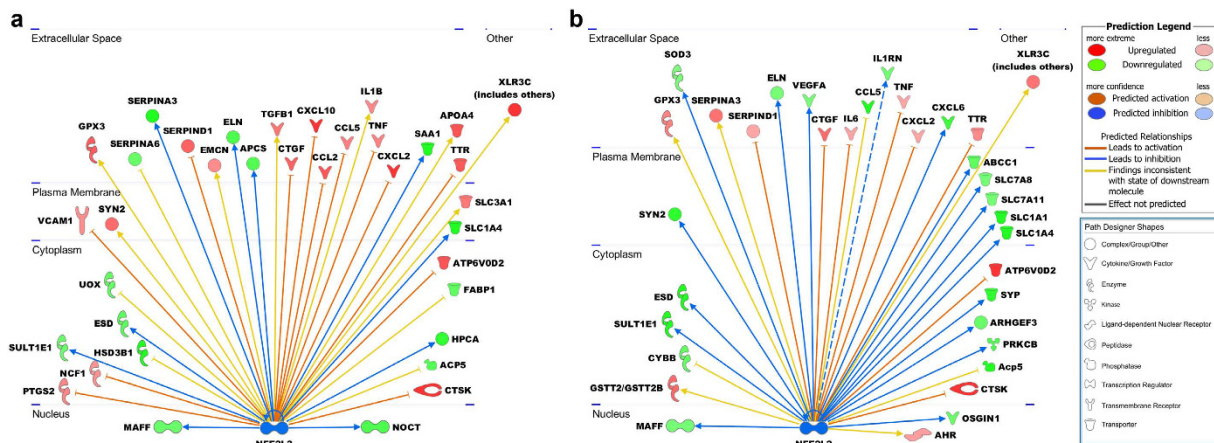 a
Extracellular Space
Other
XLR3C
(includes others)
IL1B
SERPINA3
TGFB1
CXCL10
APOA4
ELN
CCL5
TNF
SAA1
SERPIND1
GPX3
CTGF
TTR
SERPINA6
EMCN
APCS
CCL2
CXCL2
Plasma Membrane
SLC3A1
VCAM1
SYN2
SLC1A4
Cytoplasm
ATP6V0D2
UOX
FABP1
ESD
HPCA
SULT1E1
HSD3B1
NCF1
ACP5
PTGS2
CTSK
Nucleus
MAFF
NOCT
b
Extracellular Space
Other
SOD3
IL1RN
XLR3C
(includes others)
ELN
VEGFA
CCL5
TNF
GPX3
SERPINA3
CXCL6
SERPIND1
CTGF
IL6
CXCL2
TTR
Plasma Membrane
ABCC1
SLC7A8
SLC7A11
SYN2
SLC1A1
SLC1A4
Cytoplasm
ATP6V0D2
ESD
SYP
SULT1E1
ARHGEF3
CYBB
PRKCB
Acp5
GSTT2/GSTT2B
CTSK
Nucleus
OSGIN1
MAFF
AHR
Prediction Legend
more extreme
less
Upregulated
Downregulated
more confidence
less
Predicted activation
Predicted inhibition
Predicted Relationships
Leads to activation
Leads to inhibition
Findings inconsistent
with state of downstream
molecule
Effect not predicted
Path Designer Shapes
Complex/Group/Other
Cytokine/Growth Factor
Enzyme
Kinase
Ligand-dependent Nuclear Receptor
Peptidase
Phosphatase
Transcription Regulator
Transmembrane Receptor
Transporter